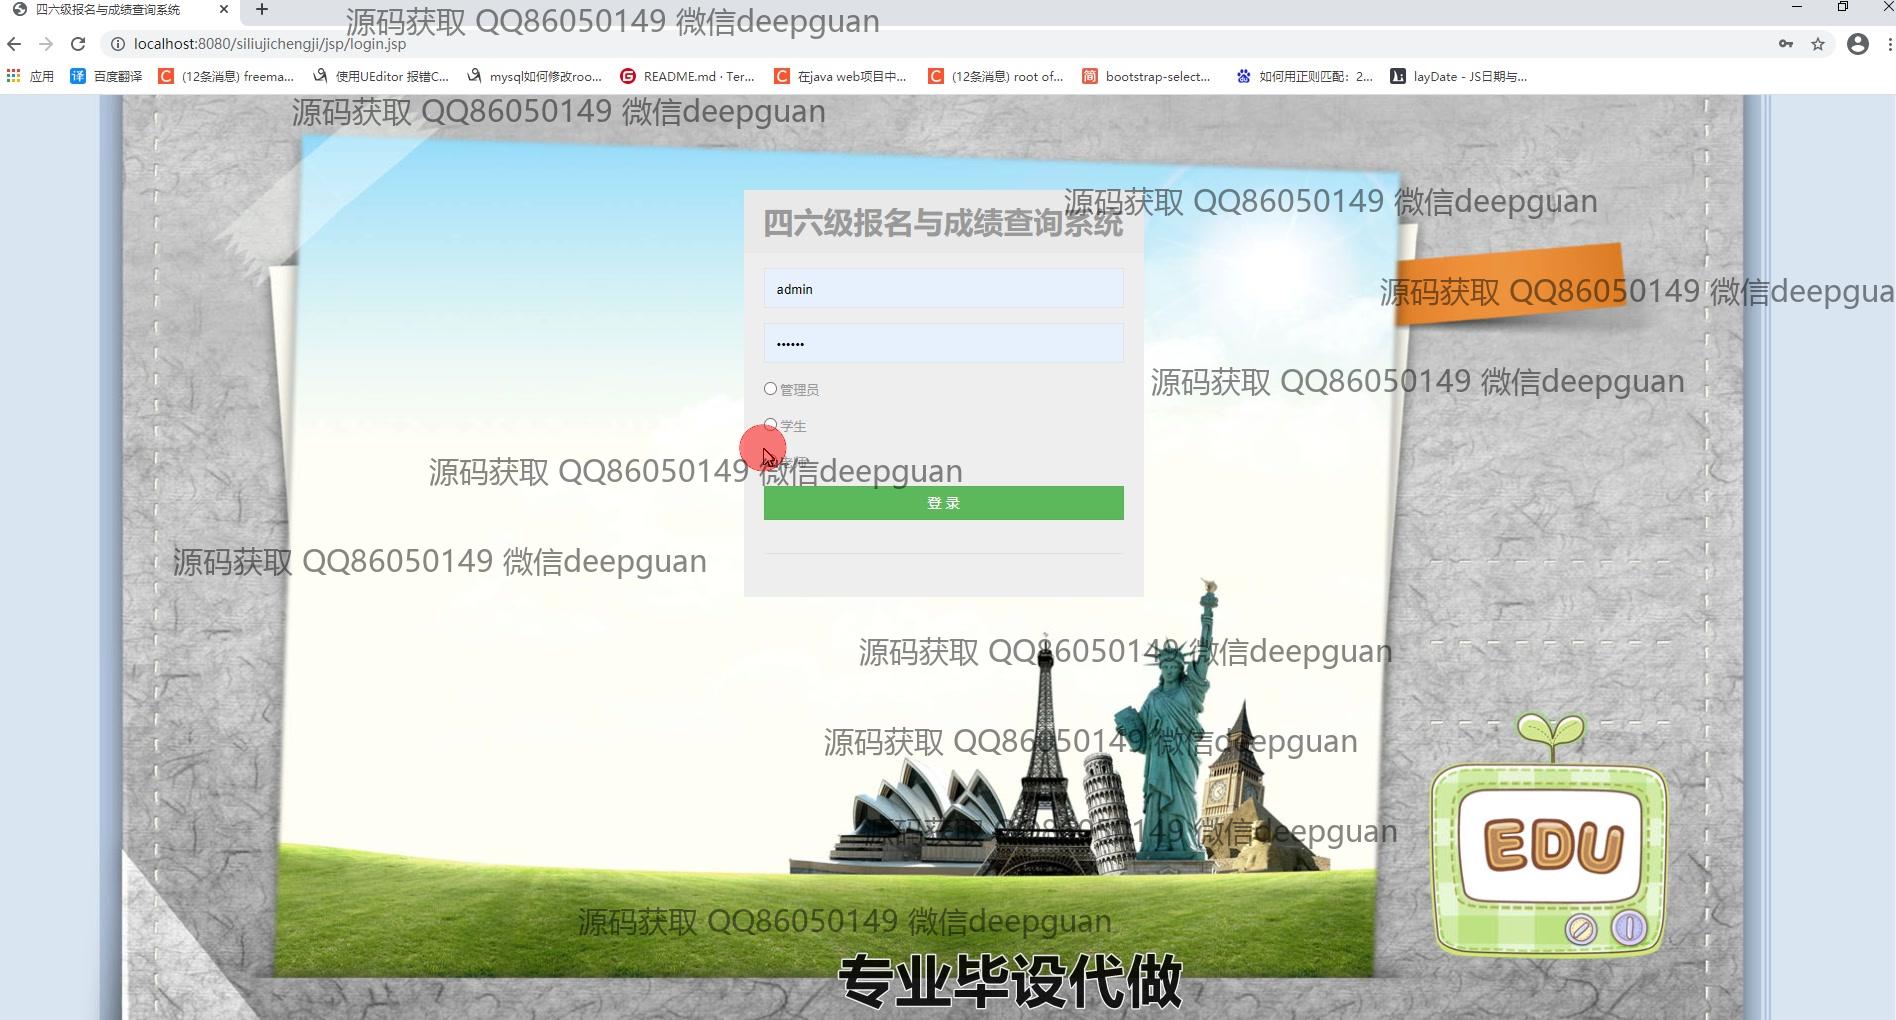 四六级报名与成绩查询系统
源码获取 QQ86050149 微信deepguan
localhost:8080/siliujichengji/jsp/login.jsp
应用 百度翻译 (12条消息) freema... 使用UEditor 报错C... mysql如何修改roo... README.md · Ter... 在java web项目中... (12条消息) root of... bootstrap-select... 如何用正则匹配：2... layDate - JS日期与...
源码获取 QQ86050149 微信deepguan
源码获取 QQ86050149 微信deepguan
四六级报名与成绩查询系统
admin
源码获取 QQ86050149 微信deepgua
源码获取 QQ86050149 微信deepguan
管理员
学生
老师
源码获取 QQ86050149 微信deepguan
登 录
源码获取 QQ86050149 微信deepguan
源码获取 QQ86050149 微信deepguan
源码获取 QQ86050149 微信deepguan
源码获取 QQ86050149 微信deepguan
EDU
源码获取 QQ86050149 微信deepguan
专业毕设代做